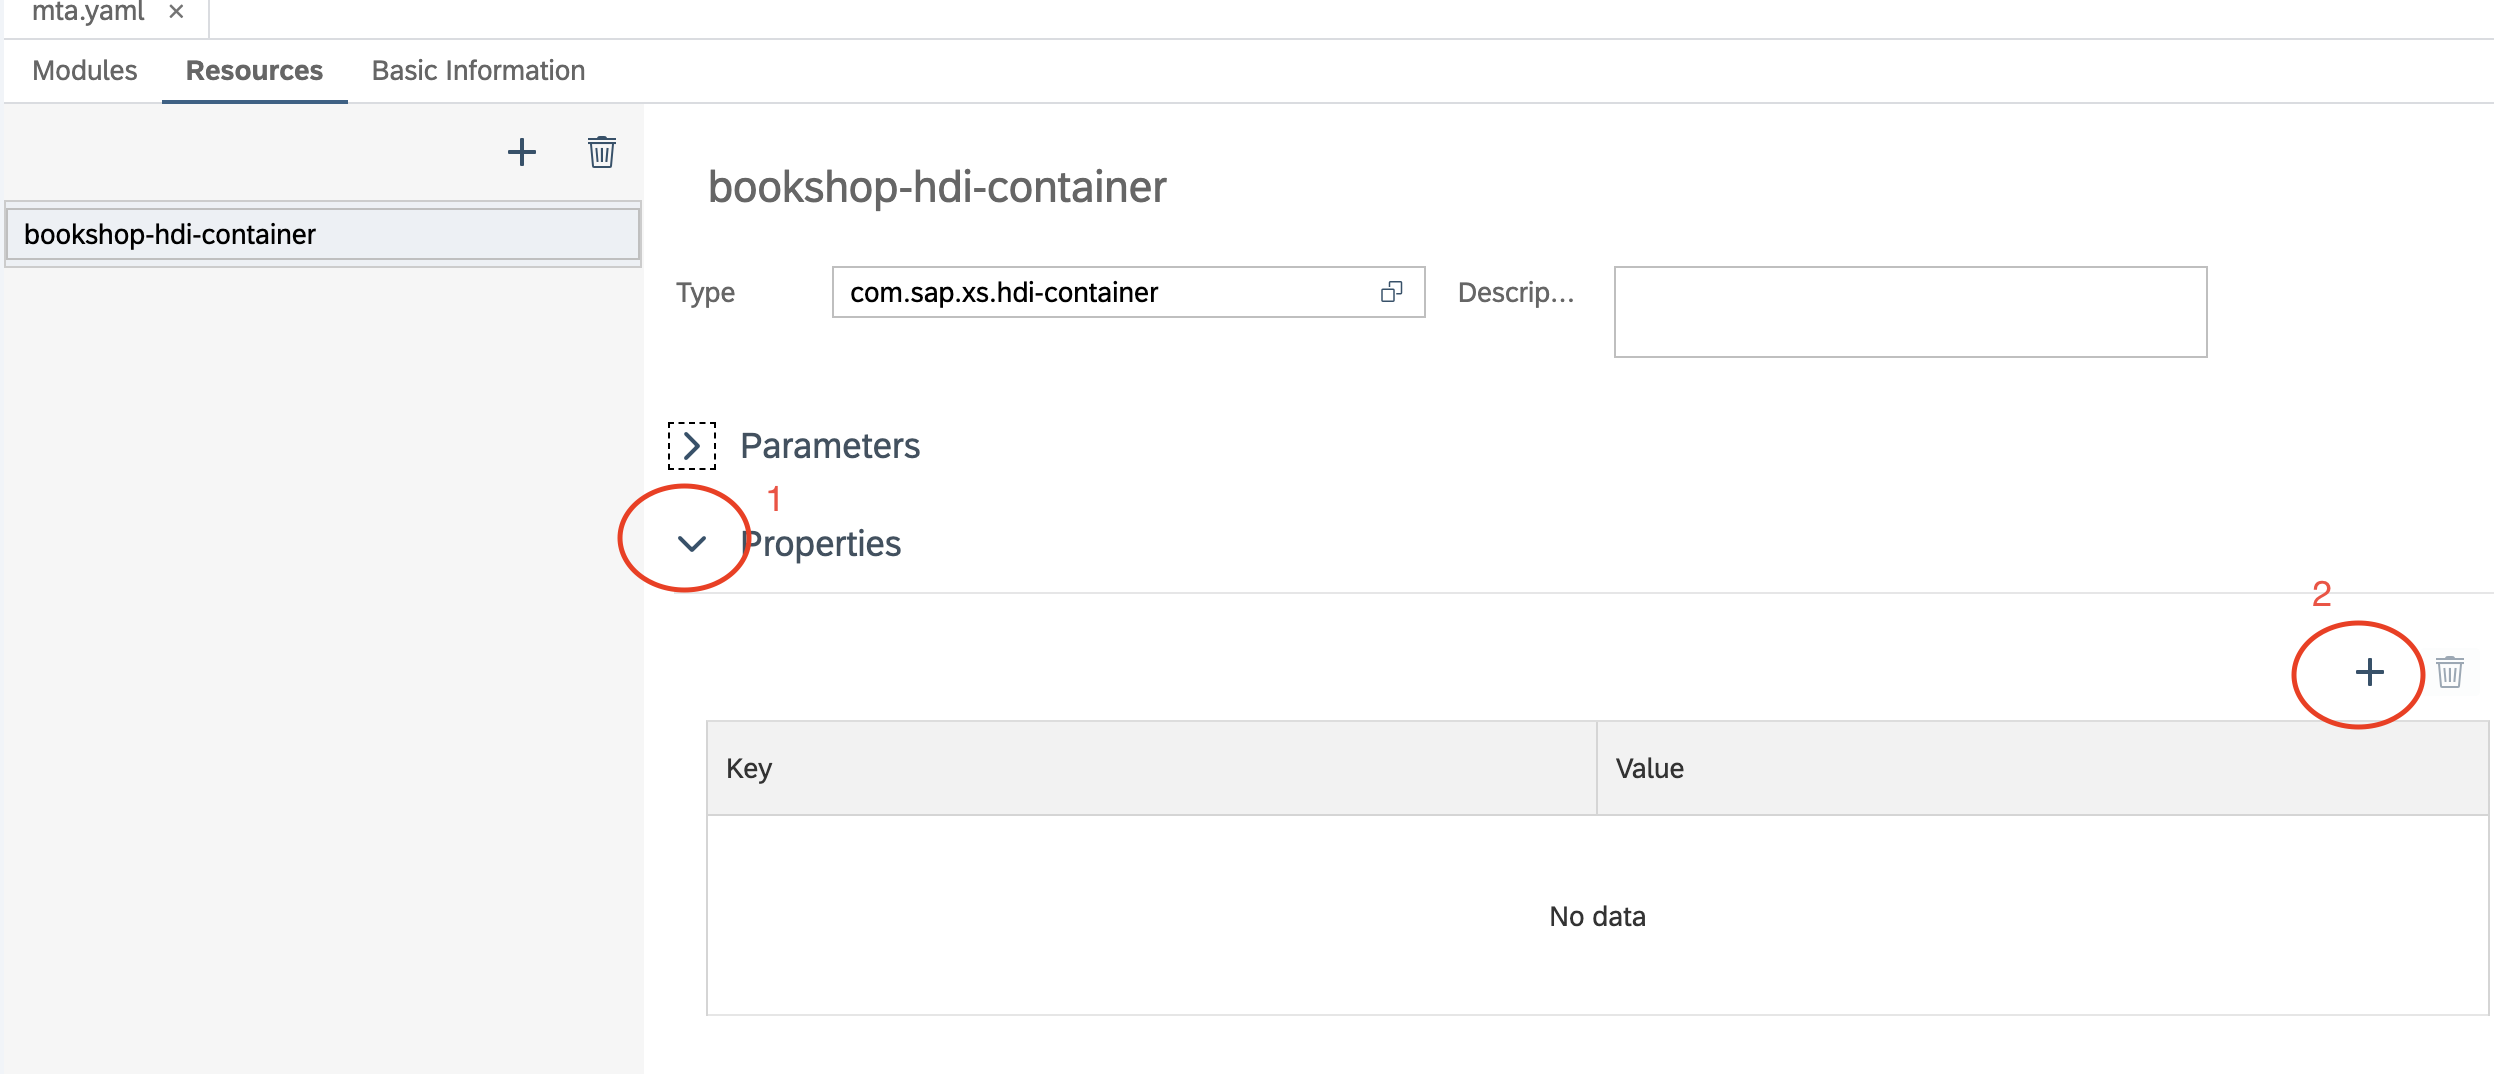 mta.yaml
Modules Resources Basic Information
bookshop-hdi-container
bookshop-hdi-container
Type com.sap.xs.hdi-container Descrip...
Parameters
1
Properties
2
Key Value
No data